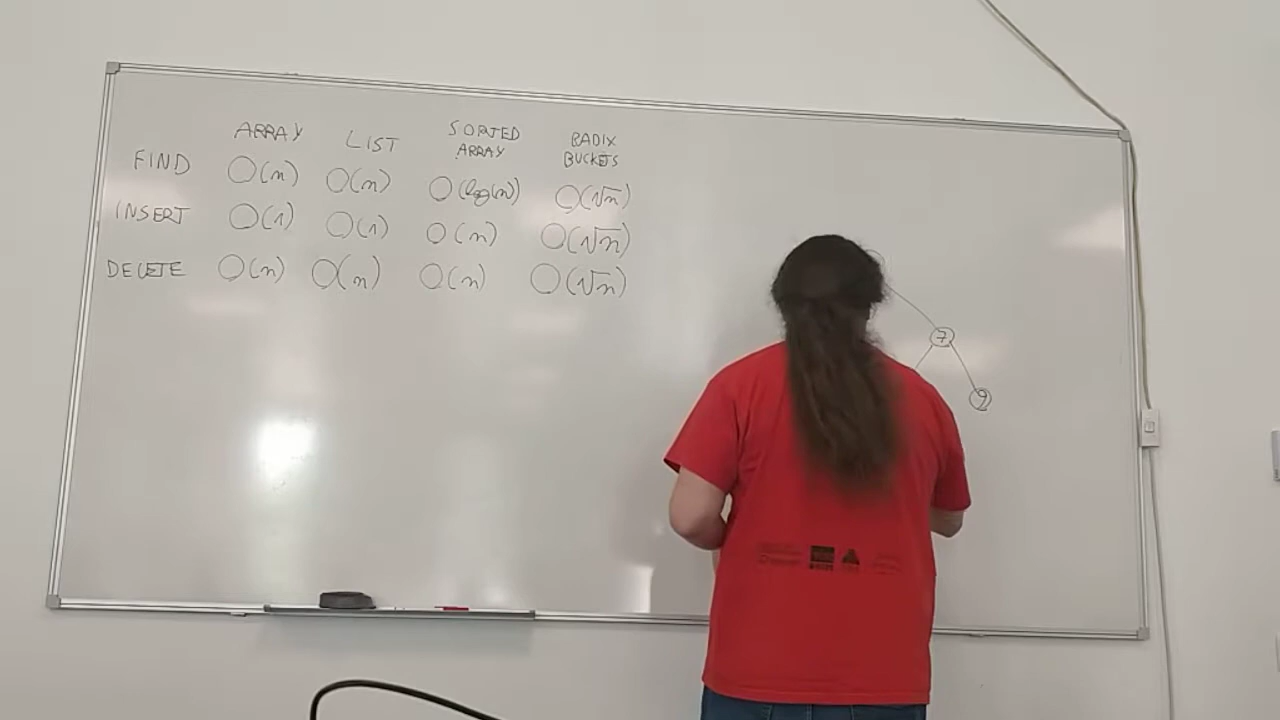 ARRAY LIST SORTED ARRAY RADIX BUCKETS
FIND O(n) O(n) O(log(n)) O(√n)
INSERT O(1) O(1) O(n) O(√n)
DELETE O(n) O(n) O(n) O(√n)
7
9